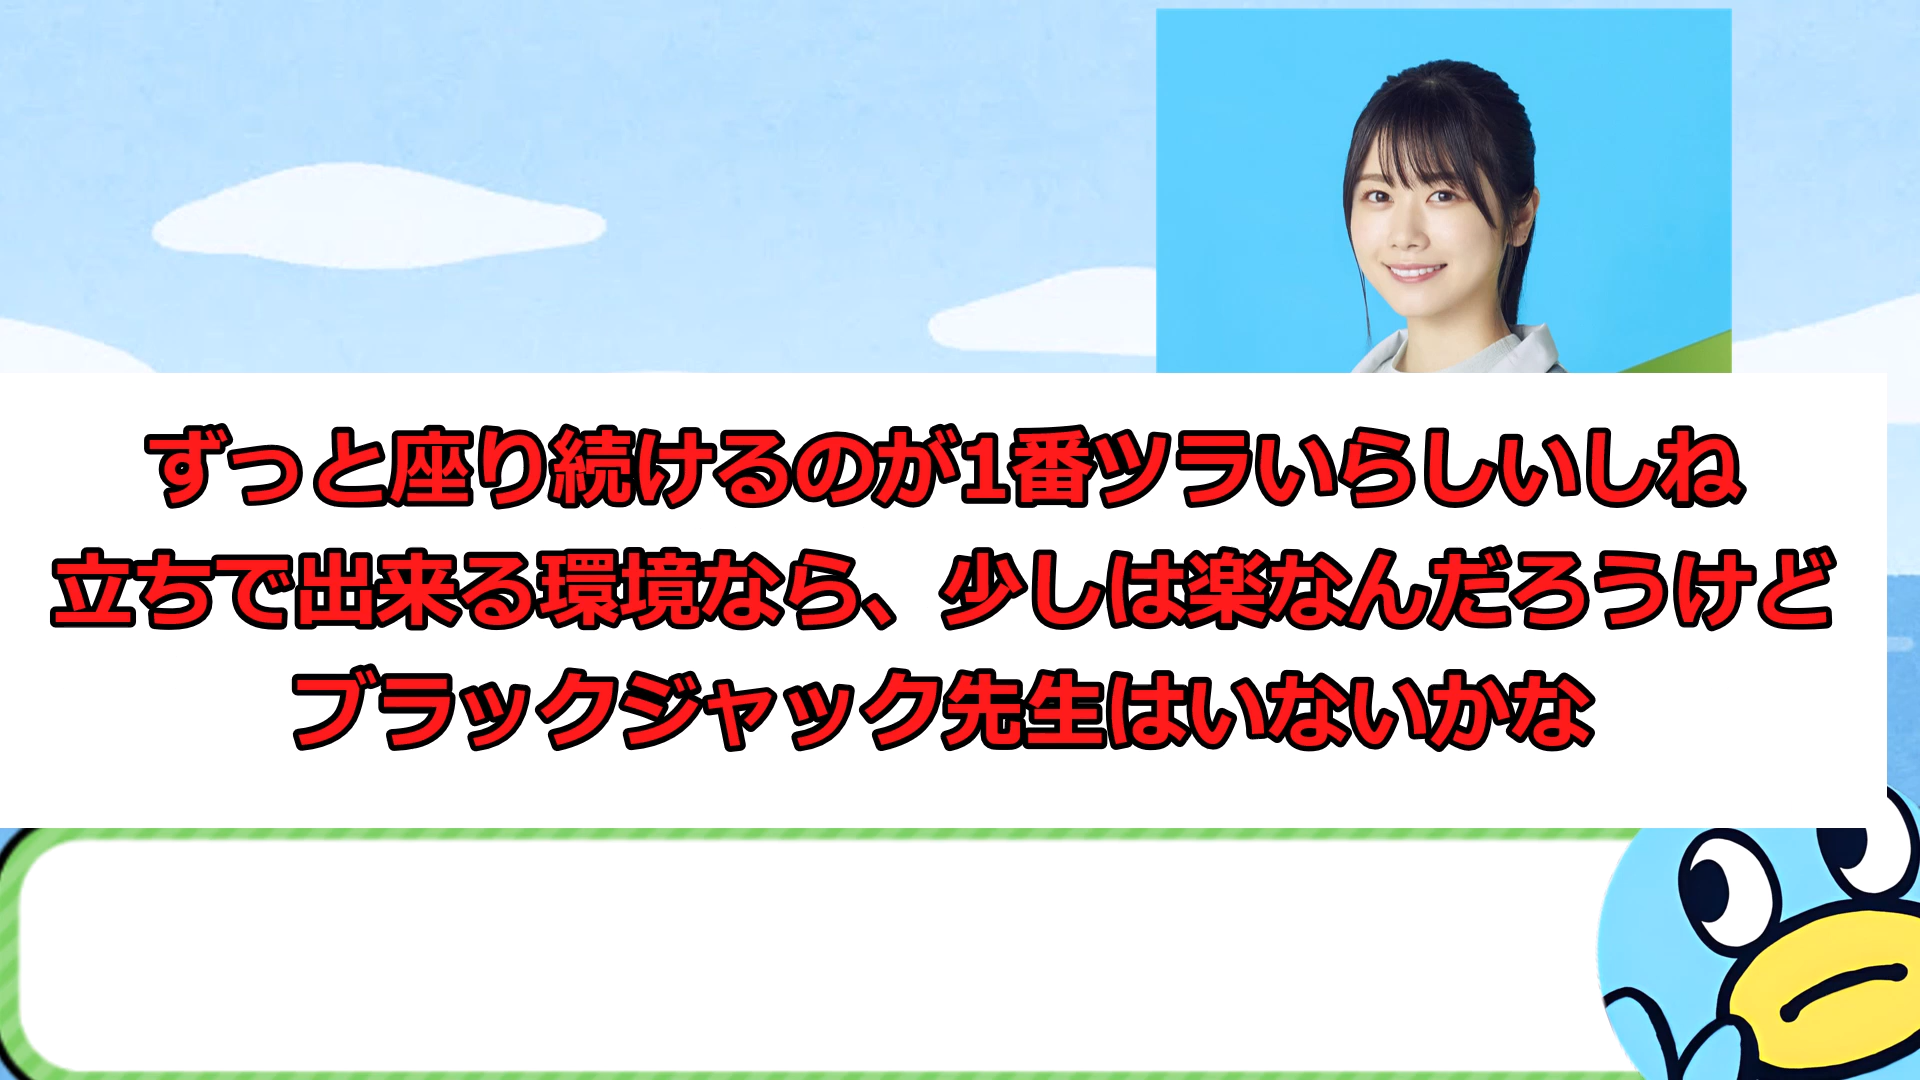 ずっと座り続けるのが1番ツラいらしいしね
立ちで出来る環境なら、少しは楽なんだろうけど
ブラックジャック先生はいないかな